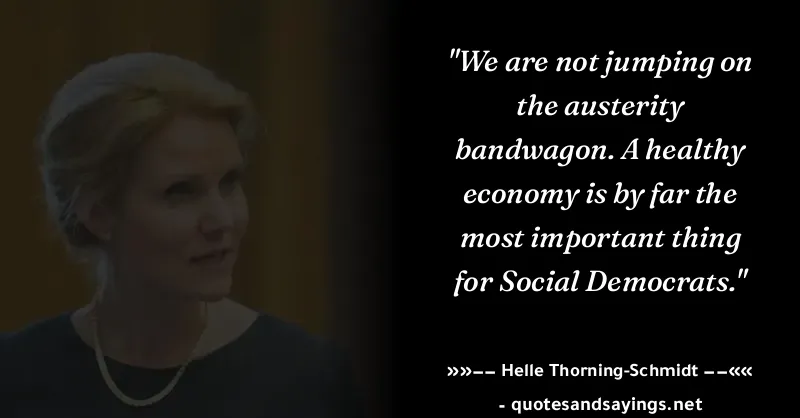 "We are not jumping on
the austerity
bandwagon. A healthy
economy is by far the
most important thing
for Social Democrats."
»»−− Helle Thorning-Schmidt −−««
- quotesandsayings.net